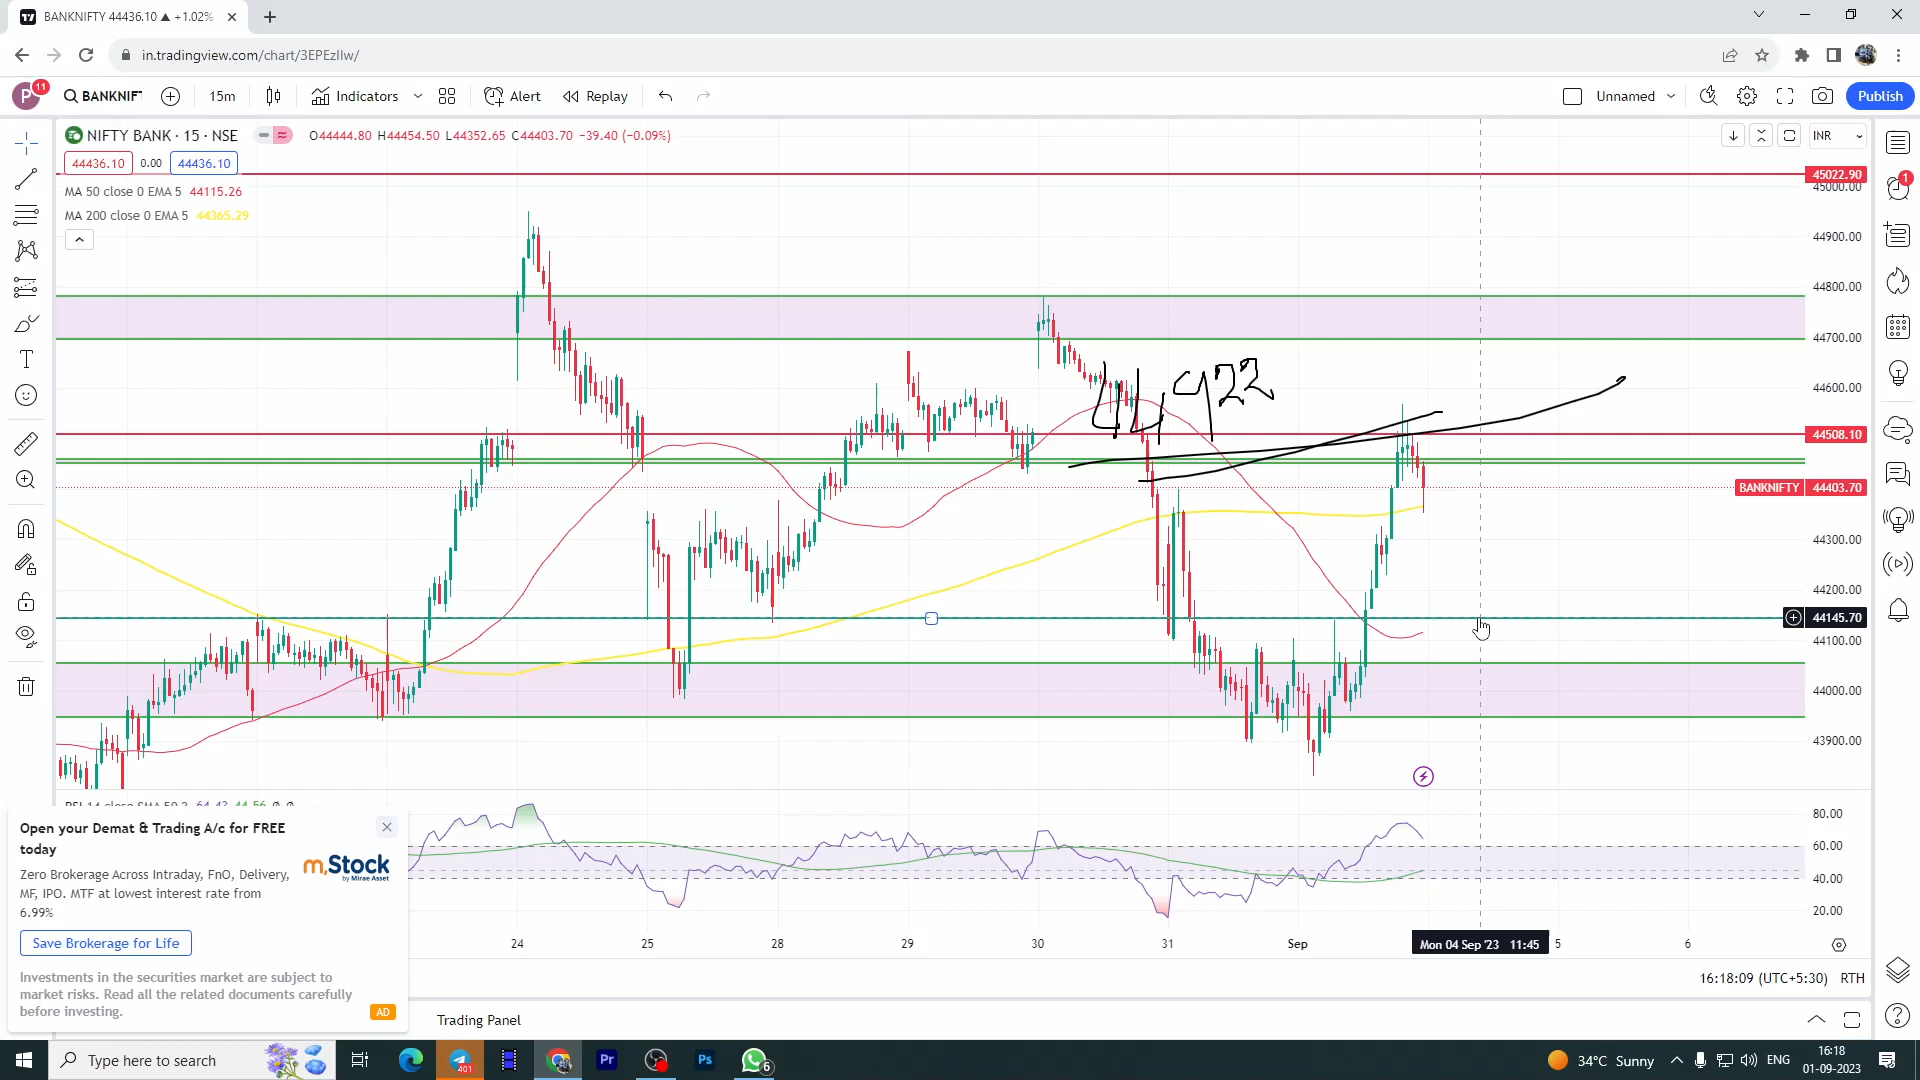 BANKNIFTY 44436.10 ▲ +1.02%
in.tradingview.com/chart/3EPEzIlw/
P 11 BANKNIF 15m Indicators Alert Replay Unnamed Publish
NIFTY BANK · 15 · NSE O44444.80 H44454.50 L44352.65 C44403.70 −39.40 (−0.09%) INR
44436.10 0.00 44436.10
MA 50 close 0 EMA 5 44115.26
MA 200 close 0 EMA 5 44365.29
45022.90
45000.00
44900.00
44800.00
44700.00
44600.00
44508.10
BANKNIFTY 44403.70
44300.00
44200.00
44145.70
44100.00
44000.00
43900.00
1
80.00
60.00
40.00
20.00
24 25 28 29 30 31 Sep Mon 04 Sep '23 11:45 5 6
16:18:09 (UTC+5:30) RTH
Open your Demat & Trading A/c for FREE
today
m.Stock
by Mirae Asset
Zero Brokerage Across Intraday, FnO, Delivery,
MF, IPO. MTF at lowest interest rate from
6.99%
Save Brokerage for Life
Investments in the securities market are subject to
market risks. Read all the related documents carefully
before investing.
AD
Trading Panel
Type here to search
401
Pr
Ps
6
34°C Sunny
ENG
16:18
01-09-2023